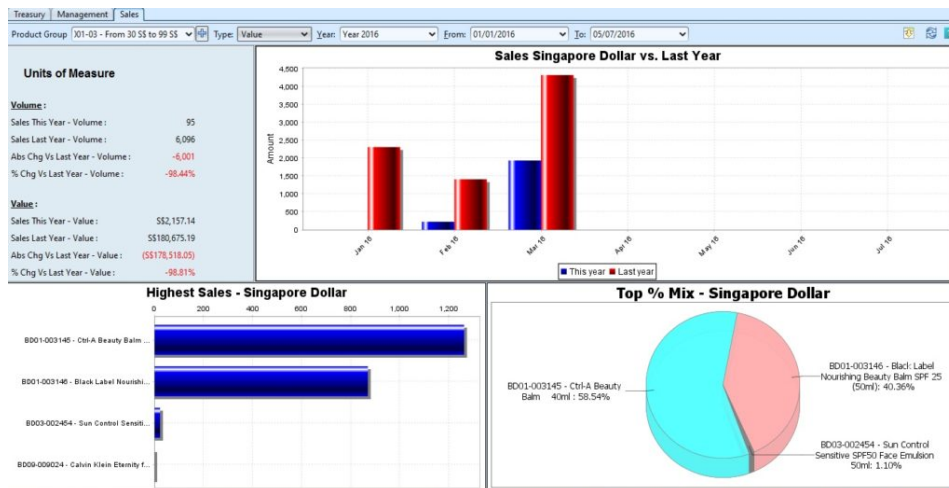 Treasury Management Sales
Product Group )01-03 - From 30 S$ to 99 S$ Type: Value Year: Year 2016 From: 01/01/2016 To: 05/07/2016
Units of Measure
Volume :
Sales This Year - Volume : 95
Sales Last Year - Volume : 6,096
Abs Chg Vs Last Year - Volume : -6,001
% Chg Vs Last Year - Volume : -98.44%
Value :
Sales This Year - Value : S$2,157.14
Sales Last Year - Value : S$180,675.19
Abs Chg Vs Last Year - Value : (S$178,518.05)
% Chg Vs Last Year - Value : -98.81%
Sales Singapore Dollar vs. Last Year
Amount
4,500
4,000
3,500
3,000
2,500
2,000
1,500
1,000
500
0
Jan 16 Feb 16 Mar 16 Apr 16 May 16 Jun 16 Jul 16
This year Last year
Highest Sales - Singapore Dollar
0 200 400 600 800 1,000 1,200
BD01-003145 - Ctrl-A Beauty Balm ...
BD01-003146 - Black Label Nourishi...
BD03-002454 - Sun Control Sensiti...
BD09-009024 - Calvin Klein Eternity f...
Top % Mix - Singapore Dollar
BD01-003145 - Ctrl-A Beauty
Balm 40ml : 58.54%
BD01-003146 - Black Label
Nourishing Beauty Balm SPF 25
(50ml): 40.36%
BD03-002454 - Sun Control
Sensitive SPF50 Face Emulsion
50ml: 1.10%